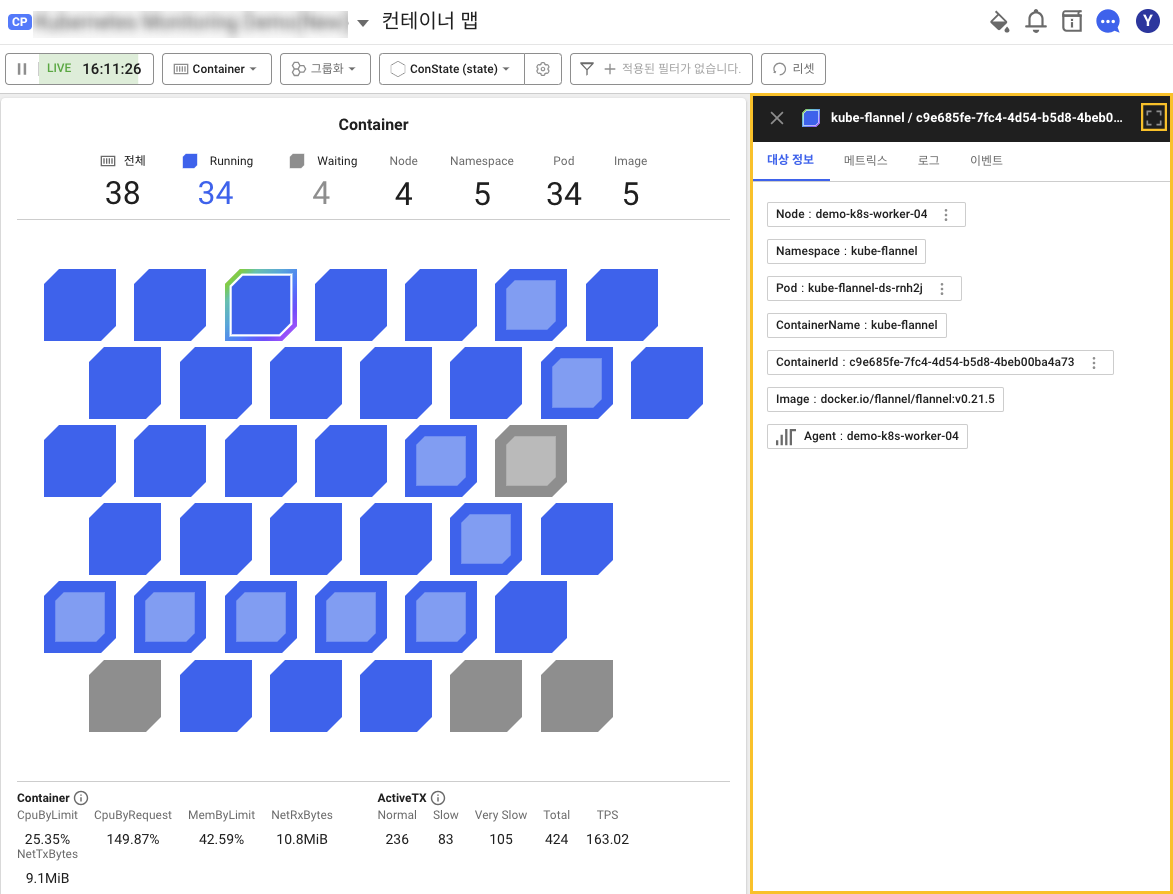 CP 컨테이너 맵
Y
LIVE 16:11:26 Container 그룹화 ConState (state) 적용된 필터가 없습니다. 리셋
Container
전체 Running Waiting Node Namespace Pod Image
38 34 4 4 5 34 5
Container ActiveTX
CpuByLimit CpuByRequest MemByLimit NetRxBytes Normal Slow Very Slow Total TPS
25.35% 149.87% 42.59% 10.8MiB 236 83 105 424 163.02
NetTxBytes
9.1MiB
kube-flannel / c9e685fe-7fc4-4d54-b5d8-4beb0...
대상 정보 메트릭스 로그 이벤트
Node : demo-k8s-worker-04
Namespace : kube-flannel
Pod : kube-flannel-ds-rnh2j
ContainerName : kube-flannel
ContainerId : c9e685fe-7fc4-4d54-b5d8-4beb00ba4a73
Image : docker.io/flannel/flannel:v0.21.5
Agent : demo-k8s-worker-04